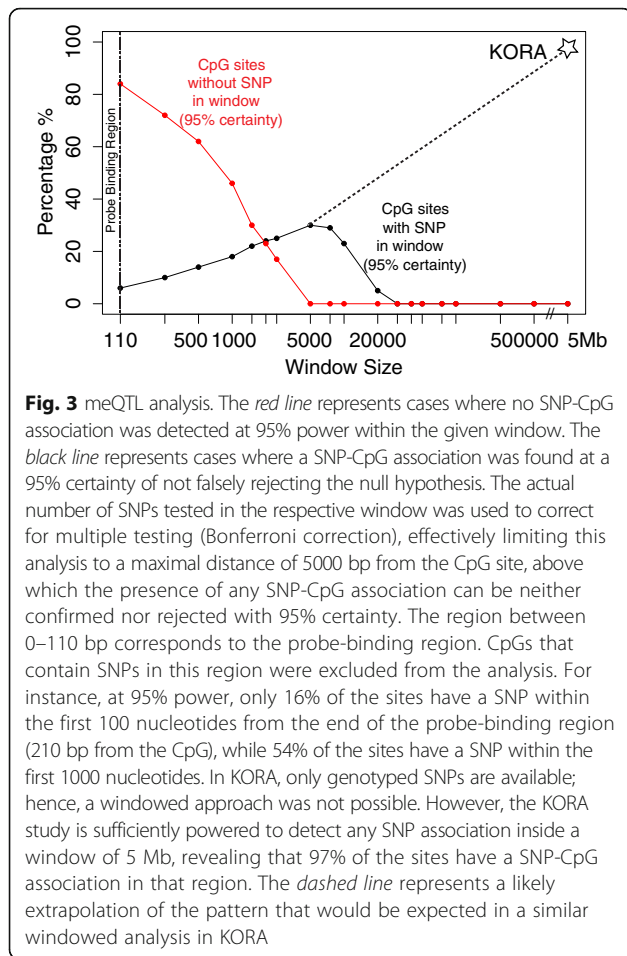 100
80
60
40
20
0
Percentage %
Probe Binding Region
CpG sites
without SNP
in window
(95% certainty)
KORA
CpG sites
with SNP
in window
(95% certainty)
110 500 1000 5000 20000 500000 // 5Mb
Window Size
Fig. 3 meQTL analysis. The red line represents cases where no SNP-CpG
association was detected at 95% power within the given window. The
black line represents cases where a SNP-CpG association was found at a
95% certainty of not falsely rejecting the null hypothesis. The actual
number of SNPs tested in the respective window was used to correct
for multiple testing (Bonferroni correction), effectively limiting this
analysis to a maximal distance of 5000 bp from the CpG site, above
which the presence of any SNP-CpG association can be neither
confirmed nor rejected with 95% certainty. The region between
0–110 bp corresponds to the probe-binding region. CpGs that
contain SNPs in this region were excluded from the analysis. For
instance, at 95% power, only 16% of the sites have a SNP within
the first 100 nucleotides from the end of the probe-binding region
(210 bp from the CpG), while 54% of the sites have a SNP within the
first 1000 nucleotides. In KORA, only genotyped SNPs are available;
hence, a windowed approach was not possible. However, the KORA
study is sufficiently powered to detect any SNP association inside a
window of 5 Mb, revealing that 97% of the sites have a SNP-CpG
association in that region. The dashed line represents a likely
extrapolation of the pattern that would be expected in a similar
windowed analysis in KORA